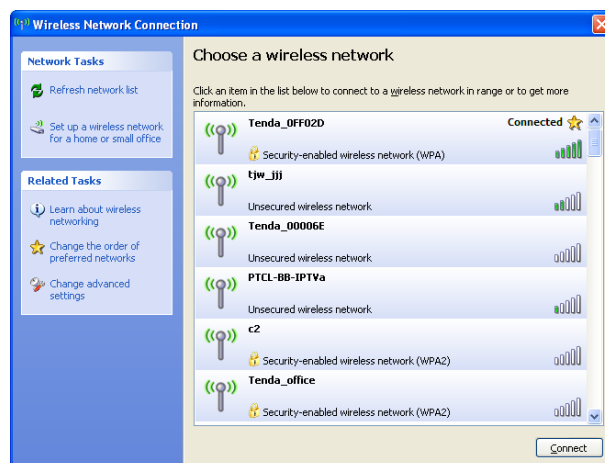 Wireless Network Connection
Network Tasks
Refresh network list
Set up a wireless network
for a home or small office
Related Tasks
Learn about wireless
networking
Change the order of
preferred networks
Change advanced
settings
Choose a wireless network
Click an item in the list below to connect to a wireless network in range or to get more
information.
Tenda_0FF02D
Connected
Security-enabled wireless network (WPA)
tjw_jjj
Unsecured wireless network
Tenda_00006E
Unsecured wireless network
PTCL-BB-IPTVa
Unsecured wireless network
c2
Security-enabled wireless network (WPA2)
Tenda_office
Security-enabled wireless network (WPA2)
Connect